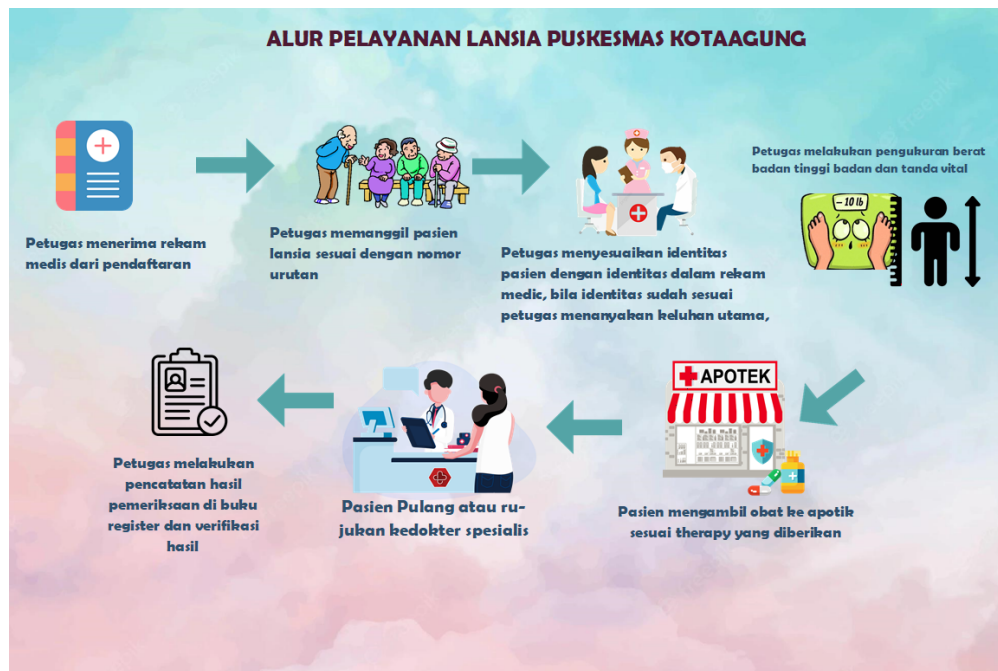 ALUR PELAYANAN LANSIA PUSKESMAS KOTAAGUNG
Petugas menerima rekam
medis dari pendaftaran
Petugas memanggil pasien
lansia sesuai dengan nomor
urutan
Petugas menyesuaikan identitas
pasien dengan identitas dalam rekam
medic, bila identitas sudah sesuai
petugas menanyakan keluhan utama,
Petugas melakukan pengukuran berat
badan tinggi badan dan tanda vital
- 10 lb
APOTEK
Pasien mengambil obat ke apotik
sesuai therapy yang diberikan
Pasien Pulang atau ru-
jukan kedokter spesialis
Petugas melakukan
pencatatan hasil
pemeriksaan di buku
register dan verifikasi
hasil